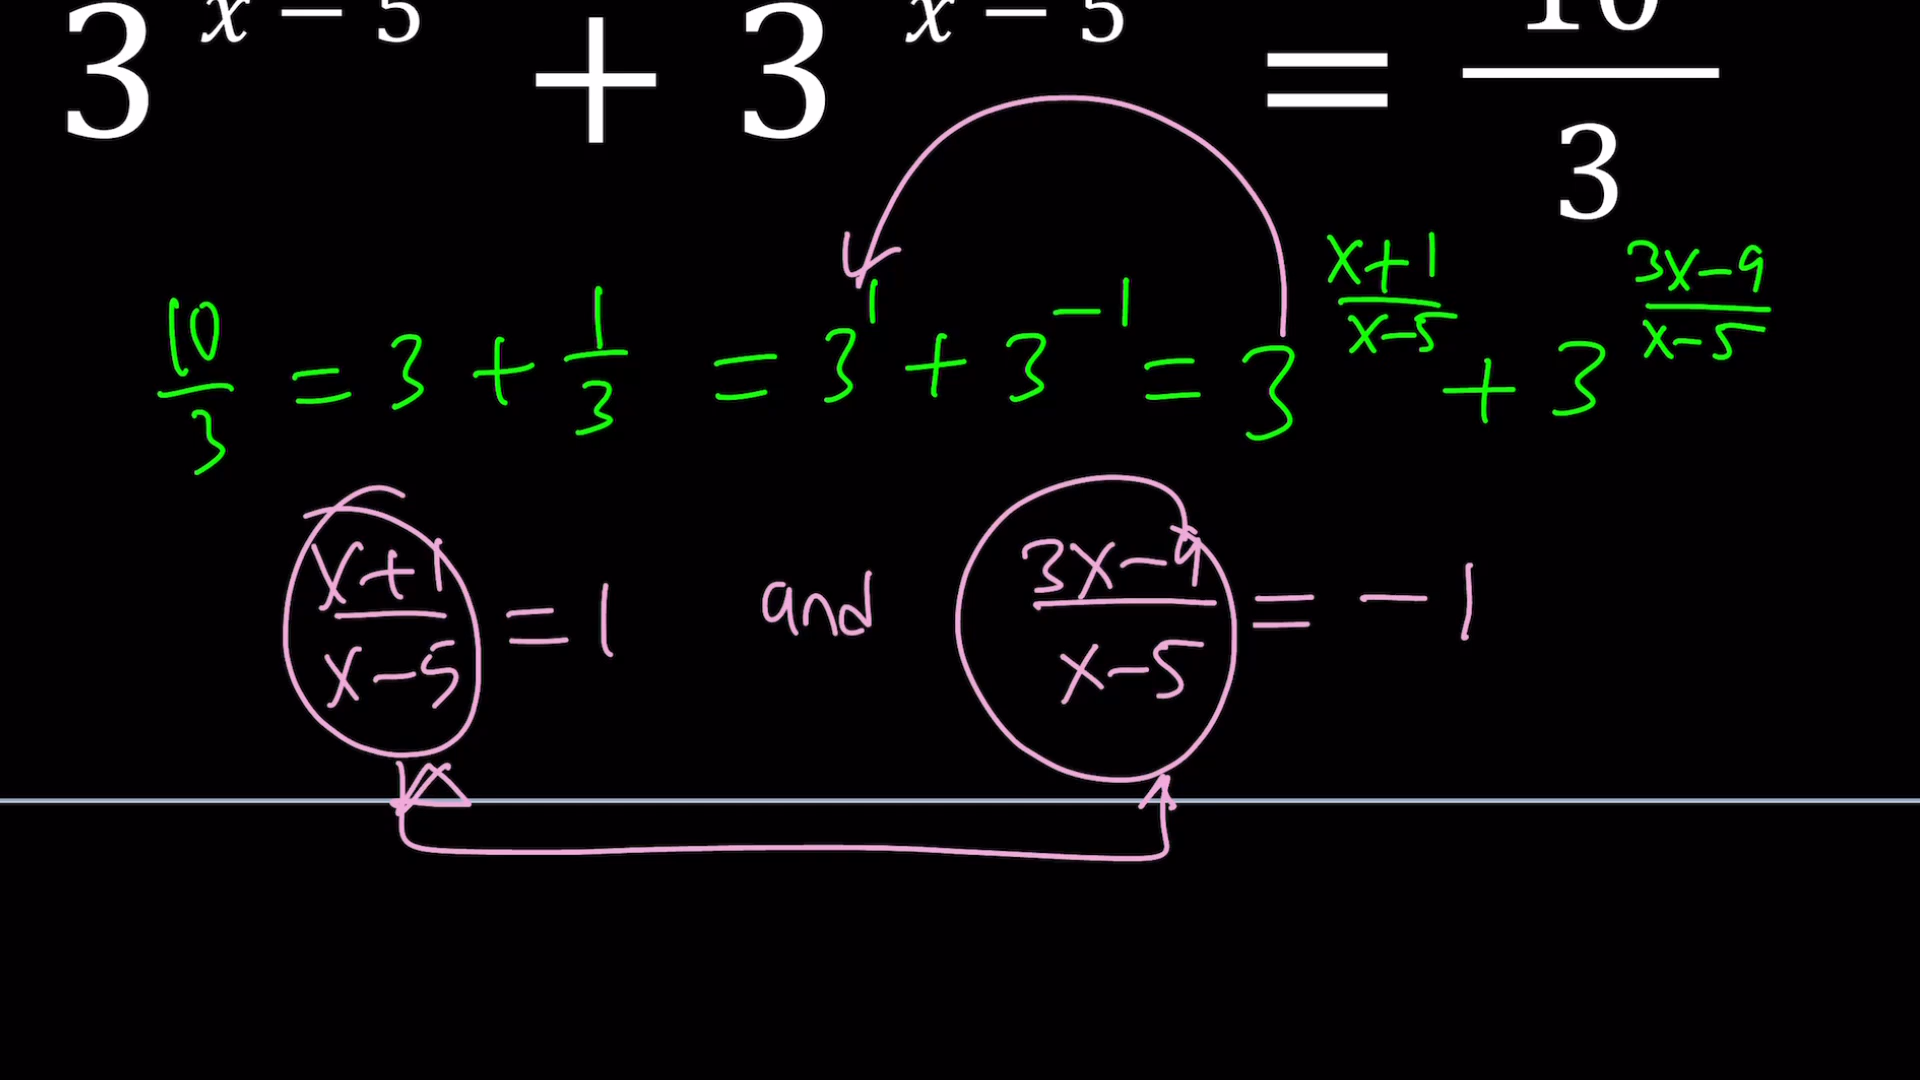 3^{x − 5} + 3^{x − 5} = 10/3
10/3 = 3 + 1/3 = 3^1 + 3^{-1} = 3^{(x+1)/(x-5)} + 3^{(3x-9)/(x-5)}
(x+1)/(x-5) = 1 and (3x-9)/(x-5) = -1